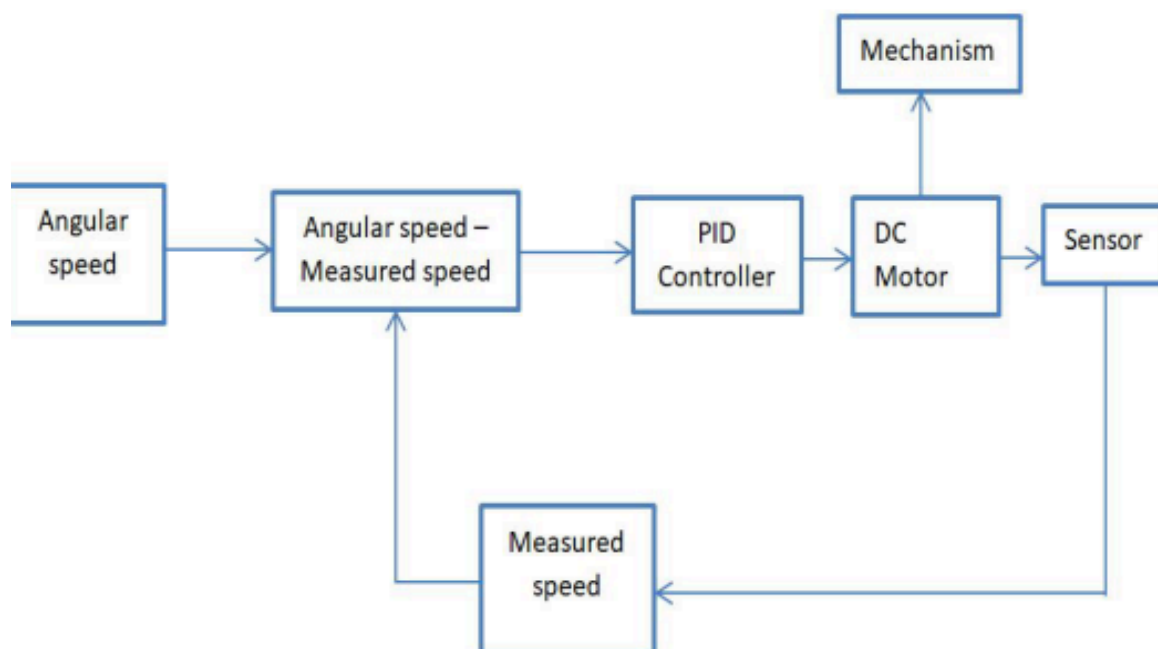 Mechanism
Angular
speed
Angular speed –
Measured speed
PID
Controller
DC
Motor
Sensor
Measured
speed